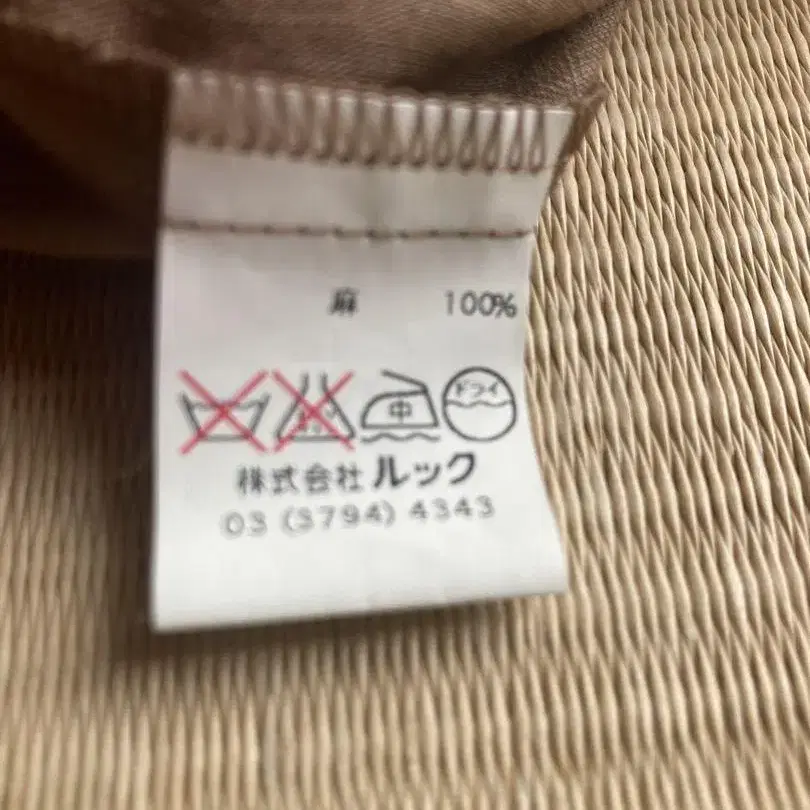 麻 100%
中 ドライ
株式会社 ルック
03 (3794) 4343